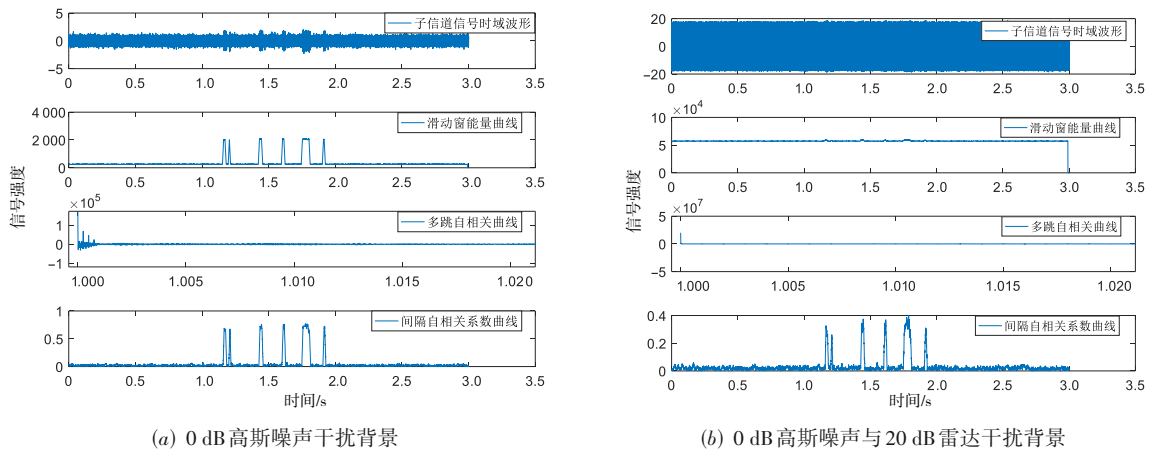 信号强度
5
0
−5
子信道信号时域波形
0 0.5 1.0 1.5 2.0 2.5 3.0 3.5
4 000
2 000
0
滑动窗能量曲线
0 0.5 1.0 1.5 2.0 2.5 3.0 3.5
×10⁵
1
0
−1
多跳自相关曲线
1.000 1.005 1.010 1.015 1.020
1
0.5
0
间隔自相关系数曲线
0 0.5 1.0 1.5 2.0 2.5 3.0 3.5
时间/s
(a) 0 dB高斯噪声干扰背景
信号强度
20
0
−20
子信道信号时域波形
0 0.5 1.0 1.5 2.0 2.5 3.0 3.5
×10⁴
10
5
0
滑动窗能量曲线
0 0.5 1.0 1.5 2.0 2.5 3.0 3.5
×10⁷
5
0
−5
多跳自相关曲线
1.000 1.005 1.010 1.015 1.020
0.4
0.2
0
间隔自相关系数曲线
0 0.5 1.0 1.5 2.0 2.5 3.0 3.5
时间/s
(b) 0 dB高斯噪声与20 dB雷达干扰背景